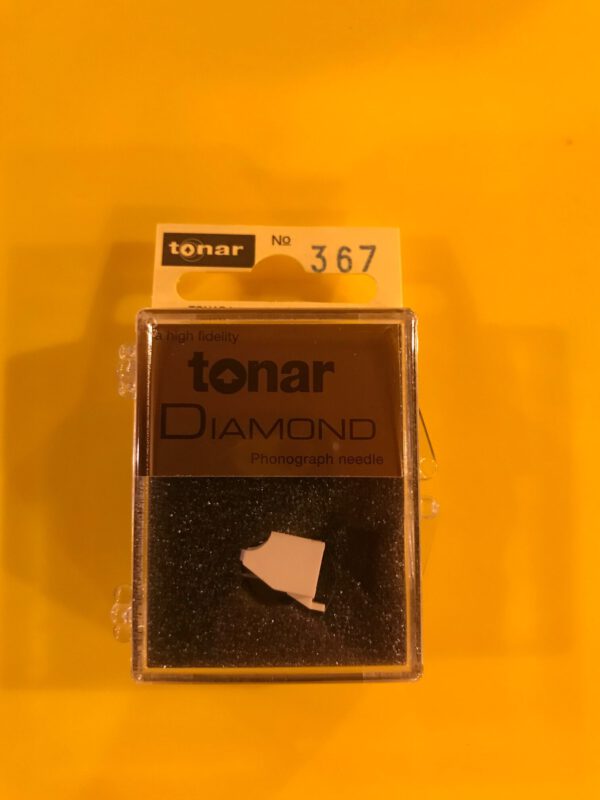 tonar No 367
a high fidelity
tonar
DIAMOND
Phonograph needle